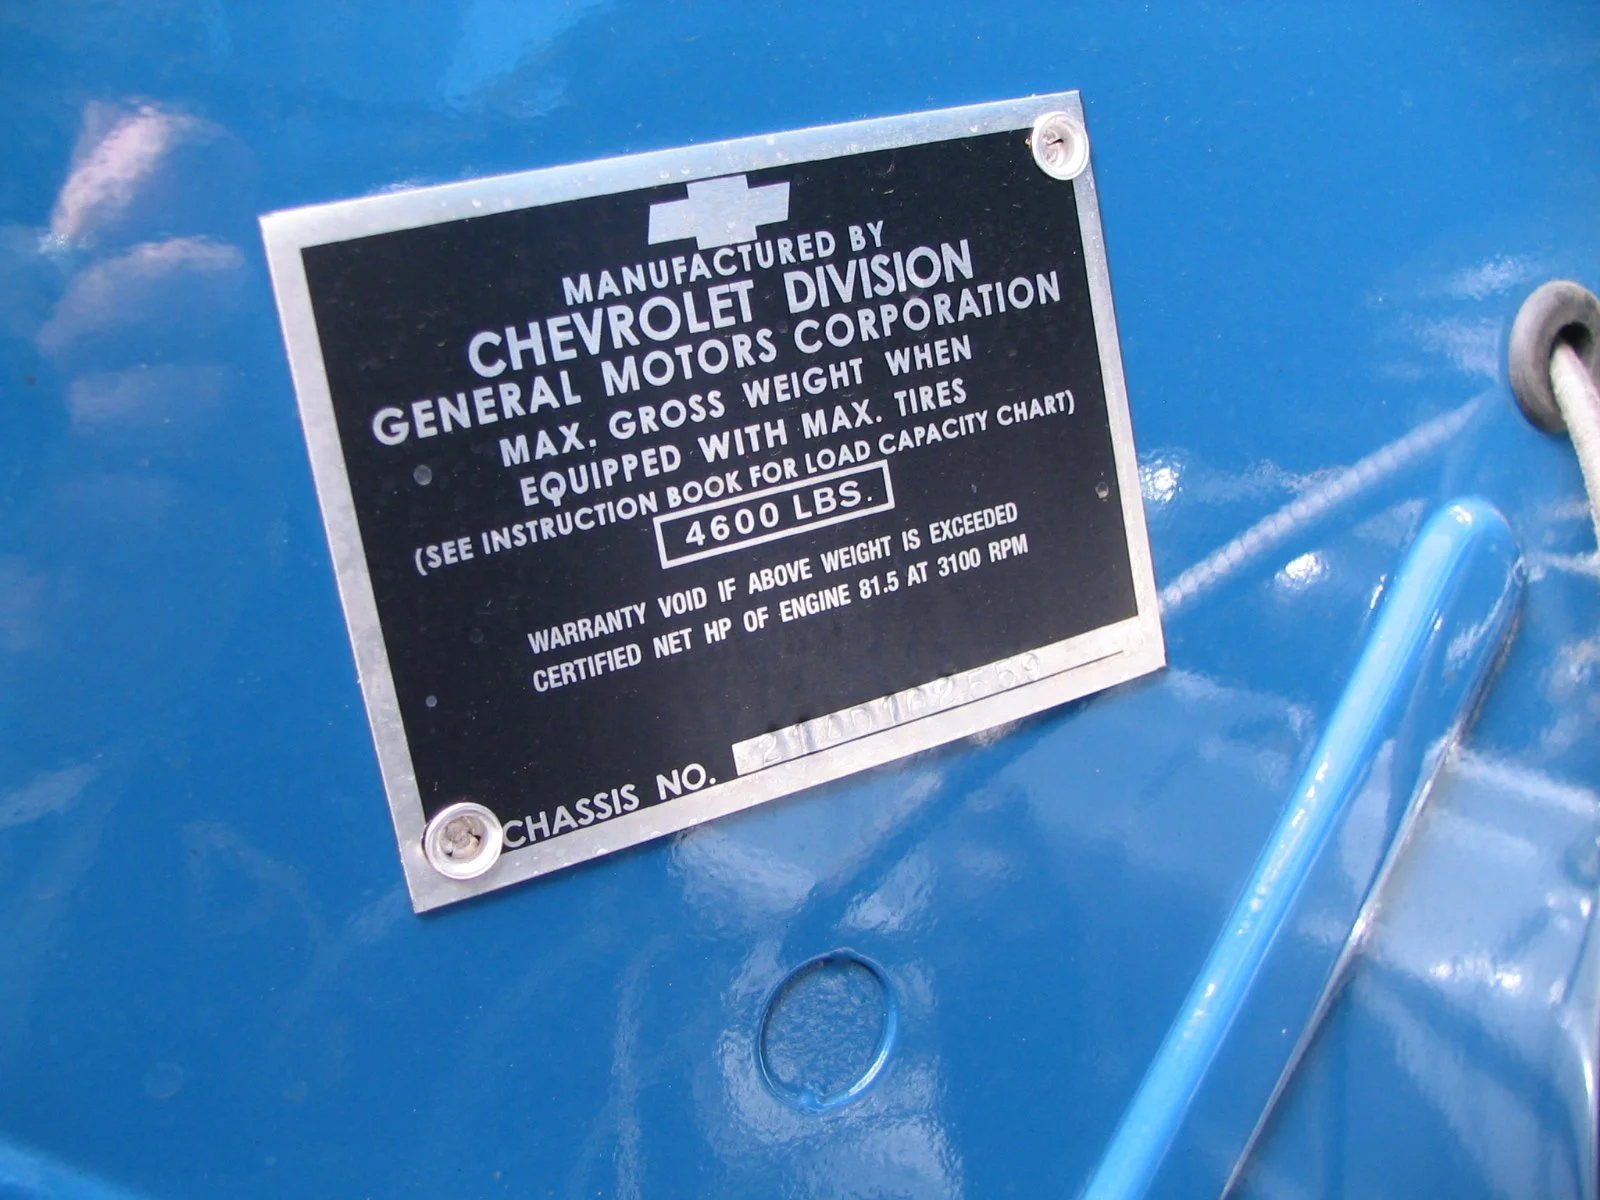 MANUFACTURED BY
CHEVROLET DIVISION
GENERAL MOTORS CORPORATION
MAX. GROSS WEIGHT WHEN
EQUIPPED WITH MAX. TIRES
(SEE INSTRUCTION BOOK FOR LOAD CAPACITY CHART)
4600 LBS.
WARRANTY VOID IF ABOVE WEIGHT IS EXCEEDED
CERTIFIED NET HP OF ENGINE 81.5 AT 3100 RPM
CHASSIS NO.